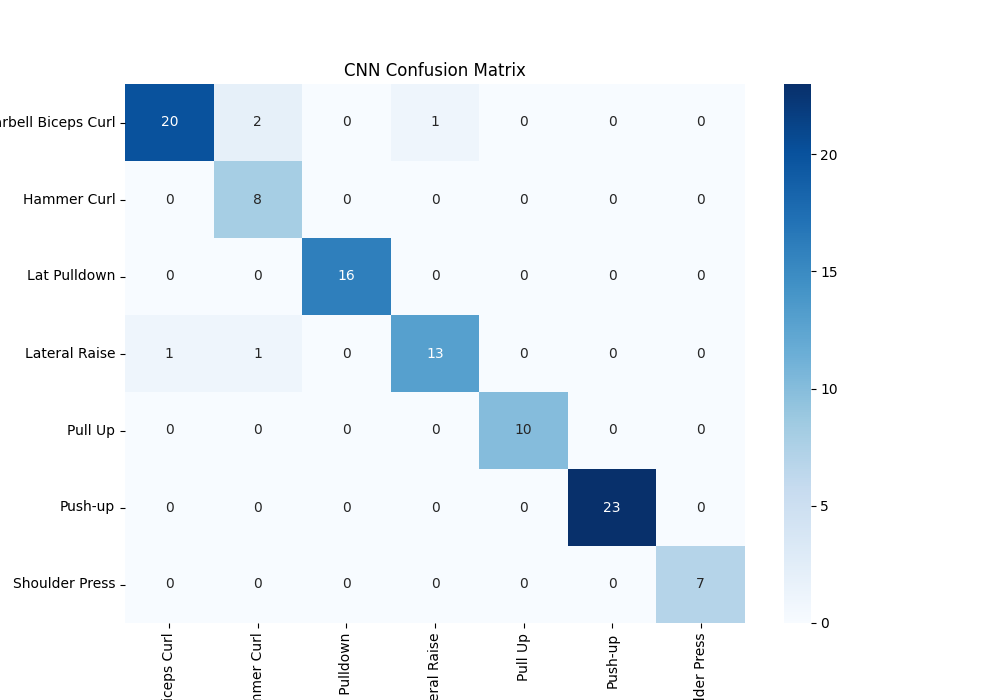 CNN Confusion Matrix
rbell Biceps Curl 20 2 0 1 0 0 0
Hammer Curl 0 8 0 0 0 0 0
Lat Pulldown 0 0 16 0 0 0 0
Lateral Raise 1 1 0 13 0 0 0
Pull Up 0 0 0 0 10 0 0
Push-up 0 0 0 0 0 23 0
Shoulder Press 0 0 0 0 0 0 7
20
15
10
5
0
iceps Curl
mmer Curl
Pulldown
eral Raise
Pull Up
Push-up
lder Press